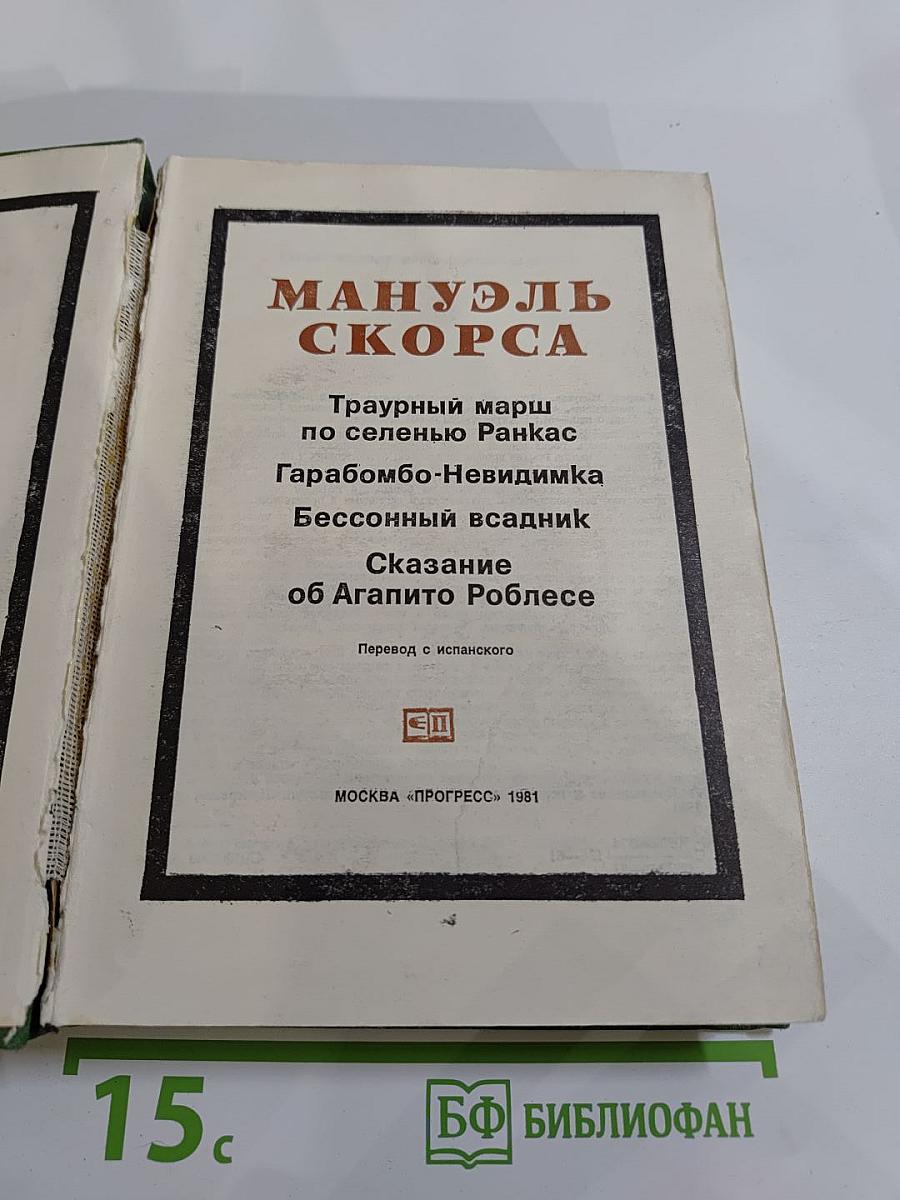 МАНУЭЛЬ
СКОРСА
Траурный марш
по селенью Ранкас
Гарабомбо-Невидимка
Бессонный всадник
Сказание
об Агапито Роблесе
Перевод с испанского
МОСКВА «ПРОГРЕСС» 1981
15 с
БФ БИБЛИОФАН